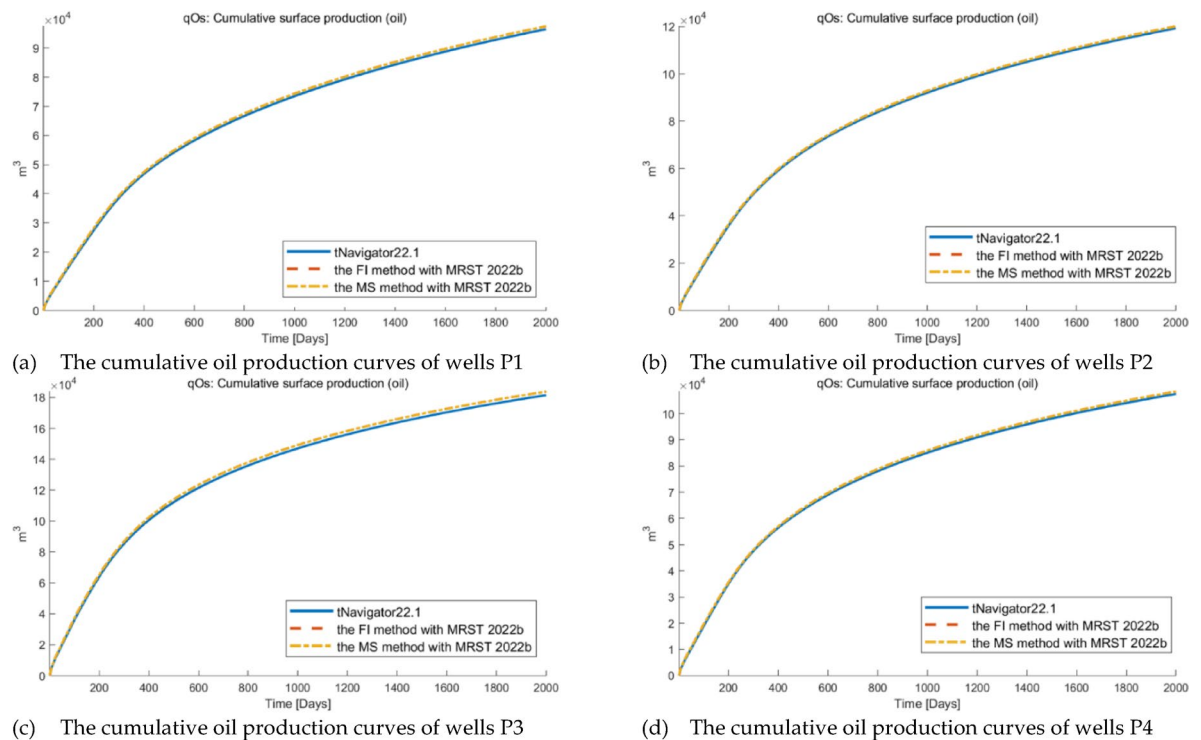 qOs: Cumulative surface production (oil)
×10⁴
9
8
7
6
5
4
3
2
1
0
m³
tNavigator22.1
the FI method with MRST 2022b
the MS method with MRST 2022b
200 400 600 800 1000 1200 1400 1600 1800 2000
Time [Days]
(a) The cumulative oil production curves of wells P1
qOs: Cumulative surface production (oil)
×10⁴
12
10
8
6
4
2
0
m³
tNavigator22.1
the FI method with MRST 2022b
the MS method with MRST 2022b
200 400 600 800 1000 1200 1400 1600 1800 2000
Time [Days]
(b) The cumulative oil production curves of wells P2
qOs: Cumulative surface production (oil)
×10⁴
18
16
14
12
10
8
6
4
2
0
m³
tNavigator22.1
the FI method with MRST 2022b
the MS method with MRST 2022b
200 400 600 800 1000 1200 1400 1600 1800 2000
Time [Days]
(c) The cumulative oil production curves of wells P3
qOs: Cumulative surface production (oil)
×10⁴
10
9
8
7
6
5
4
3
2
1
0
m³
tNavigator22.1
the FI method with MRST 2022b
the MS method with MRST 2022b
200 400 600 800 1000 1200 1400 1600 1800 2000
Time [Days]
(d) The cumulative oil production curves of wells P4